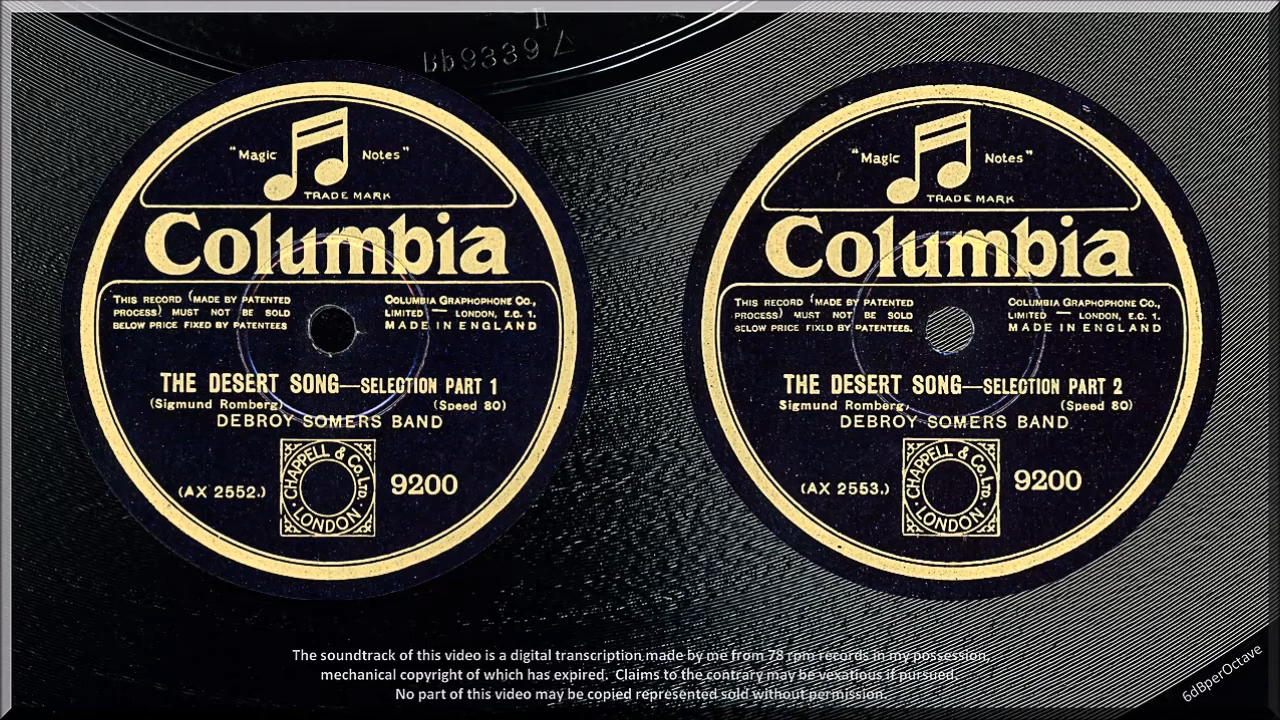 Bb9339 △
"Magic Notes"
TRADE MARK
Columbia
THIS RECORD (MADE BY PATENTED
PROCESS) MUST NOT BE SOLD
BELOW PRICE FIXED BY PATENTEES
COLUMBIA GRAPHOPHONE CO.,
LIMITED — LONDON, E.C. 1.
MADE IN ENGLAND
THE DESERT SONG—SELECTION PART 1
(Sigmund Romberg) (Speed 80)
DEBROY SOMERS BAND
(AX 2552.)
CHAPPELL & Co. LTD.
LONDON
9200
"Magic Notes"
TRADE MARK
Columbia
THIS RECORD (MADE BY PATENTED
PROCESS) MUST NOT BE SOLD
BELOW PRICE FIXED BY PATENTEES.
COLUMBIA GRAPHOPHONE CO.,
LIMITED — LONDON, E.C. 1.
MADE IN ENGLAND
THE DESERT SONG—SELECTION PART 2
Sigmund Romberg, (Speed 80)
DEBROY SOMERS BAND
(AX 2553.)
CHAPPELL & Co. LTD.
LONDON
9200
The soundtrack of this video is a digital transcription made by me from 78 rpm records in my possession,
mechanical copyright of which has expired. Claims to the contrary may be vexatious if pursued.
No part of this video may be copied represented sold without permission.
6dBperOctave